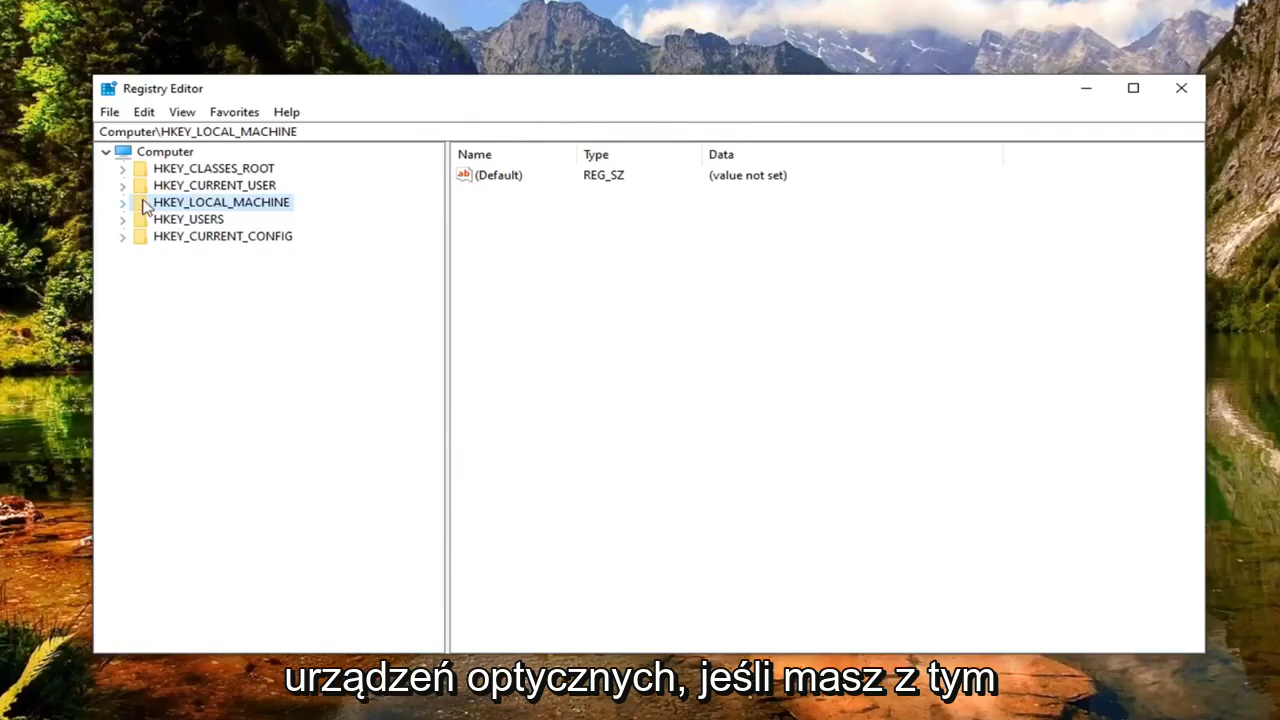 Registry Editor
File Edit View Favorites Help
Computer\HKEY_LOCAL_MACHINE
Computer
HKEY_CLASSES_ROOT
HKEY_CURRENT_USER
HKEY_LOCAL_MACHINE
HKEY_USERS
HKEY_CURRENT_CONFIG
Name Type Data
ab (Default) REG_SZ (value not set)
urządzeń optycznych, jeśli masz z tym